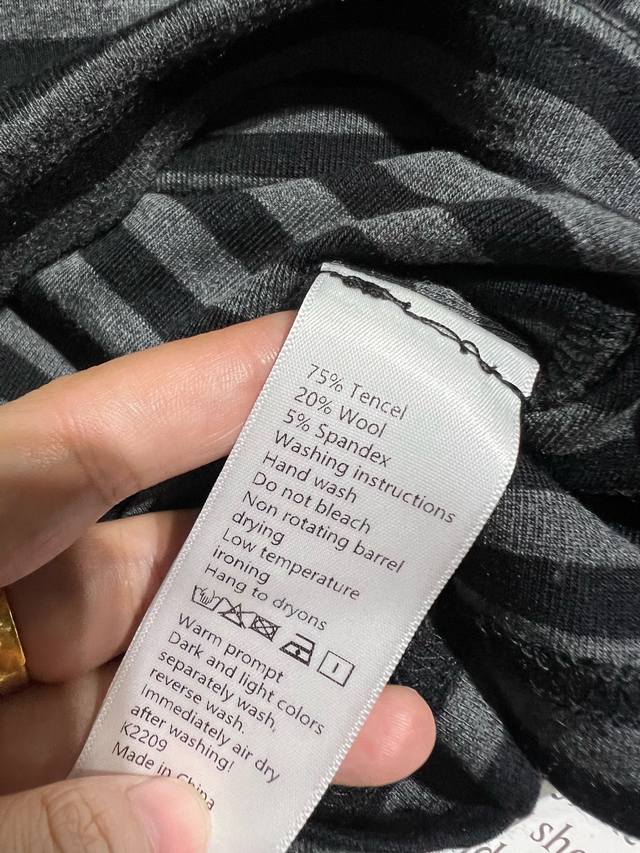 75% Tencel
20% Wool
5% Spandex
Washing instructions
Hand wash
Do not bleach
Non rotating barrel
drying
Low temperature
ironing
Hang to dryons
Warm prompt
Dark and light colors
separately wash,
reverse wash.
Immediately air dry
after washing!
K2209
Made in China
she